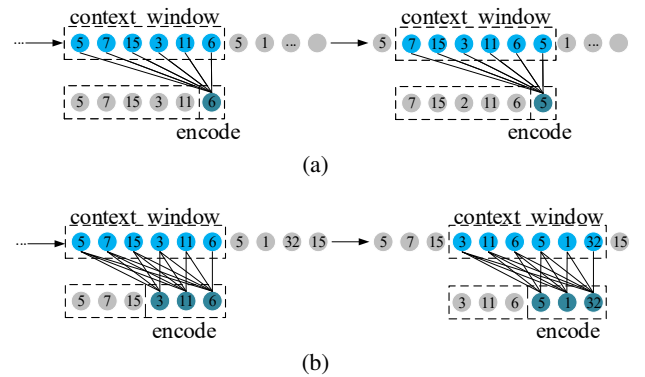 context_window context_window
... 5 7 15 3 11 6 5 1 ... 5 7 15 3 11 6 5 1 ...
5 7 15 3 11 6 7 15 2 11 6 5
encode encode
(a)
context_window context_window
... 5 7 15 3 11 6 5 1 32 15 5 7 15 3 11 6 5 1 32 15
5 7 15 3 11 6 3 11 6 5 1 32
encode encode
(b)